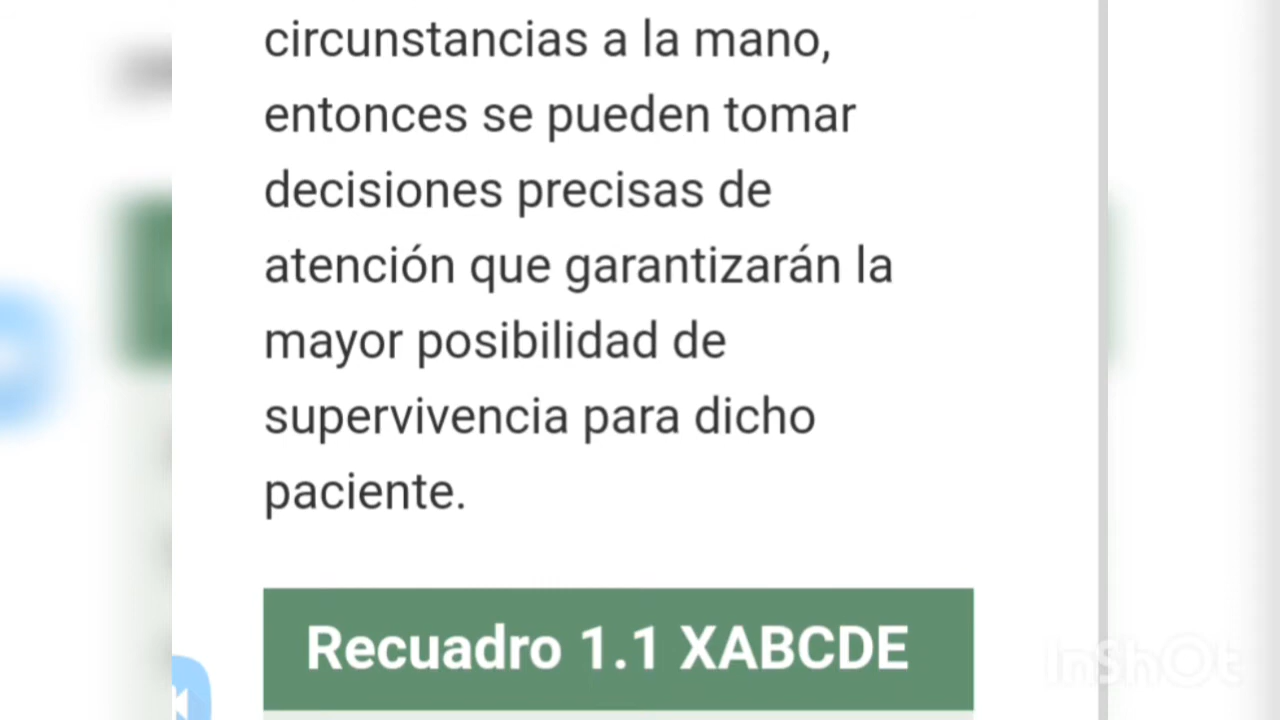 circunstancias a la mano,
entonces se pueden tomar
decisiones precisas de
atención que garantizarán la
mayor posibilidad de
supervivencia para dicho
paciente.
Recuadro 1.1 XABCDE
InShOt